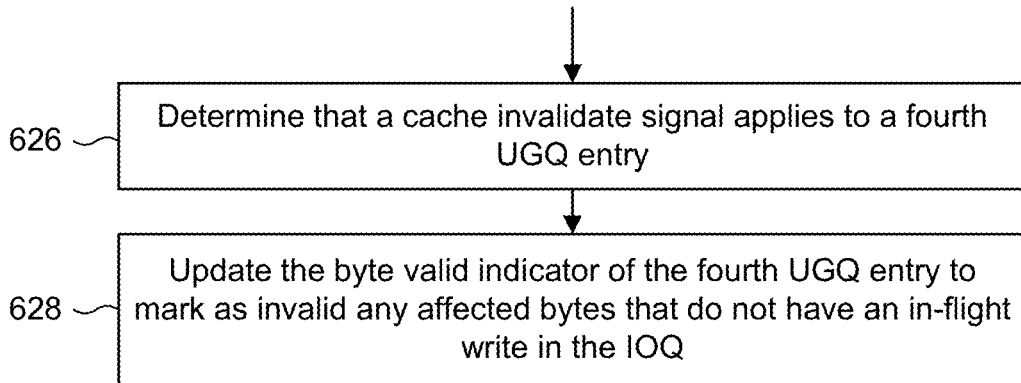 626
Determine that a cache invalidate signal applies to a fourth
UGQ entry
628
Update the byte valid indicator of the fourth UGQ entry to
mark as invalid any affected bytes that do not have an in-flight
write in the IOQ